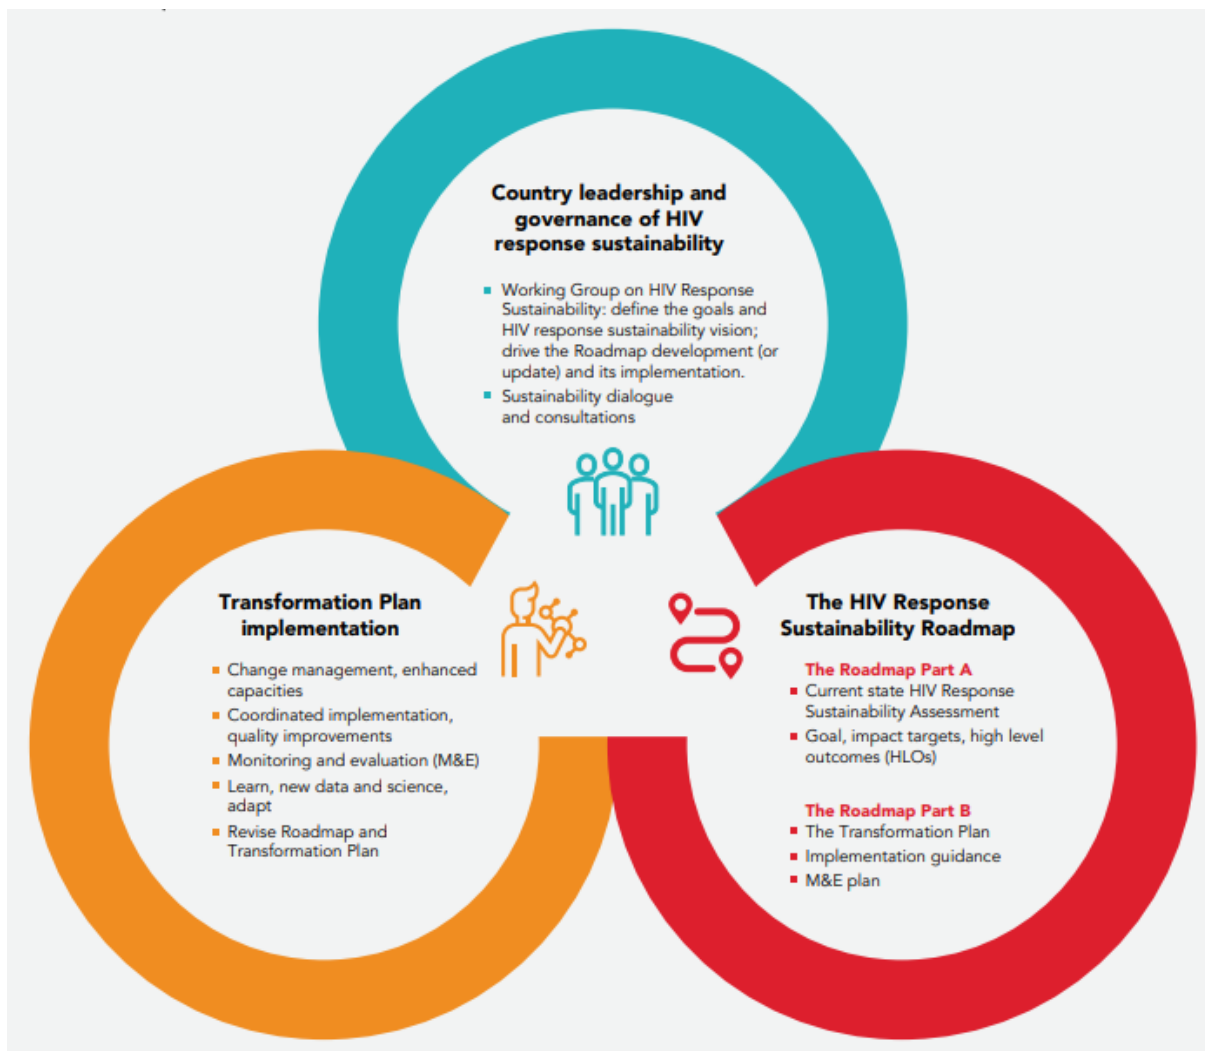 Country leadership and
governance of HIV
response sustainability
Working Group on HIV Response
Sustainability: define the goals and
HIV response sustainability vision;
drive the Roadmap development (or
update) and its implementation.
Sustainability dialogue
and consultations
Transformation Plan
implementation
Change management, enhanced
capacities
Coordinated implementation,
quality improvements
Monitoring and evaluation (M&E)
Learn, new data and science,
adapt
Revise Roadmap and
Transformation Plan
The HIV Response
Sustainability Roadmap
The Roadmap Part A
Current state HIV Response
Sustainability Assessment
Goal, impact targets, high level
outcomes (HLOs)
The Roadmap Part B
The Transformation Plan
Implementation guidance
M&E plan